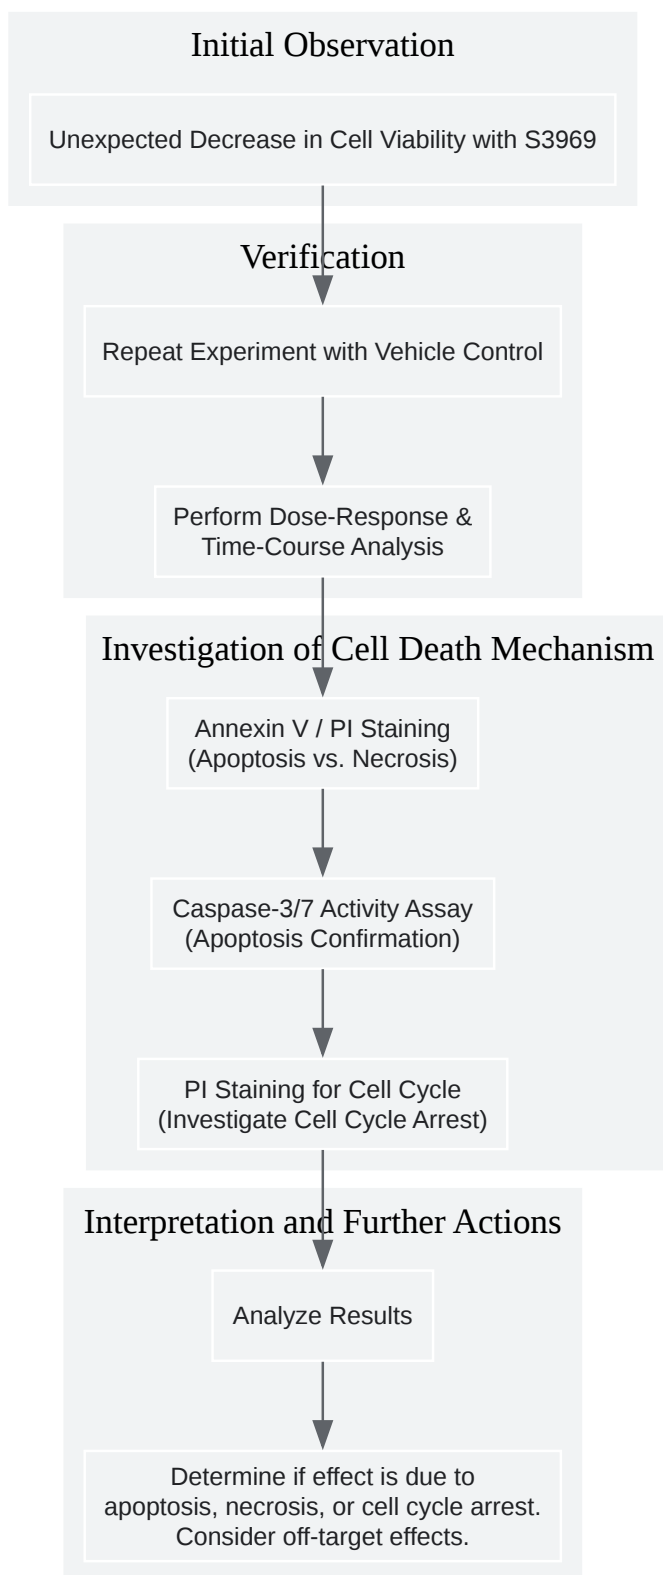 Initial Observation
Unexpected Decrease in Cell Viability with S3969
Verification
Repeat Experiment with Vehicle Control
Perform Dose-Response &
Time-Course Analysis
Investigation of Cell Death Mechanism
Annexin V / PI Staining
(Apoptosis vs. Necrosis)
Caspase-3/7 Activity Assay
(Apoptosis Confirmation)
PI Staining for Cell Cycle
(Investigate Cell Cycle Arrest)
Interpretation and Further Actions
Analyze Results
Determine if effect is due to
apoptosis, necrosis, or cell cycle arrest.
Consider off-target effects.